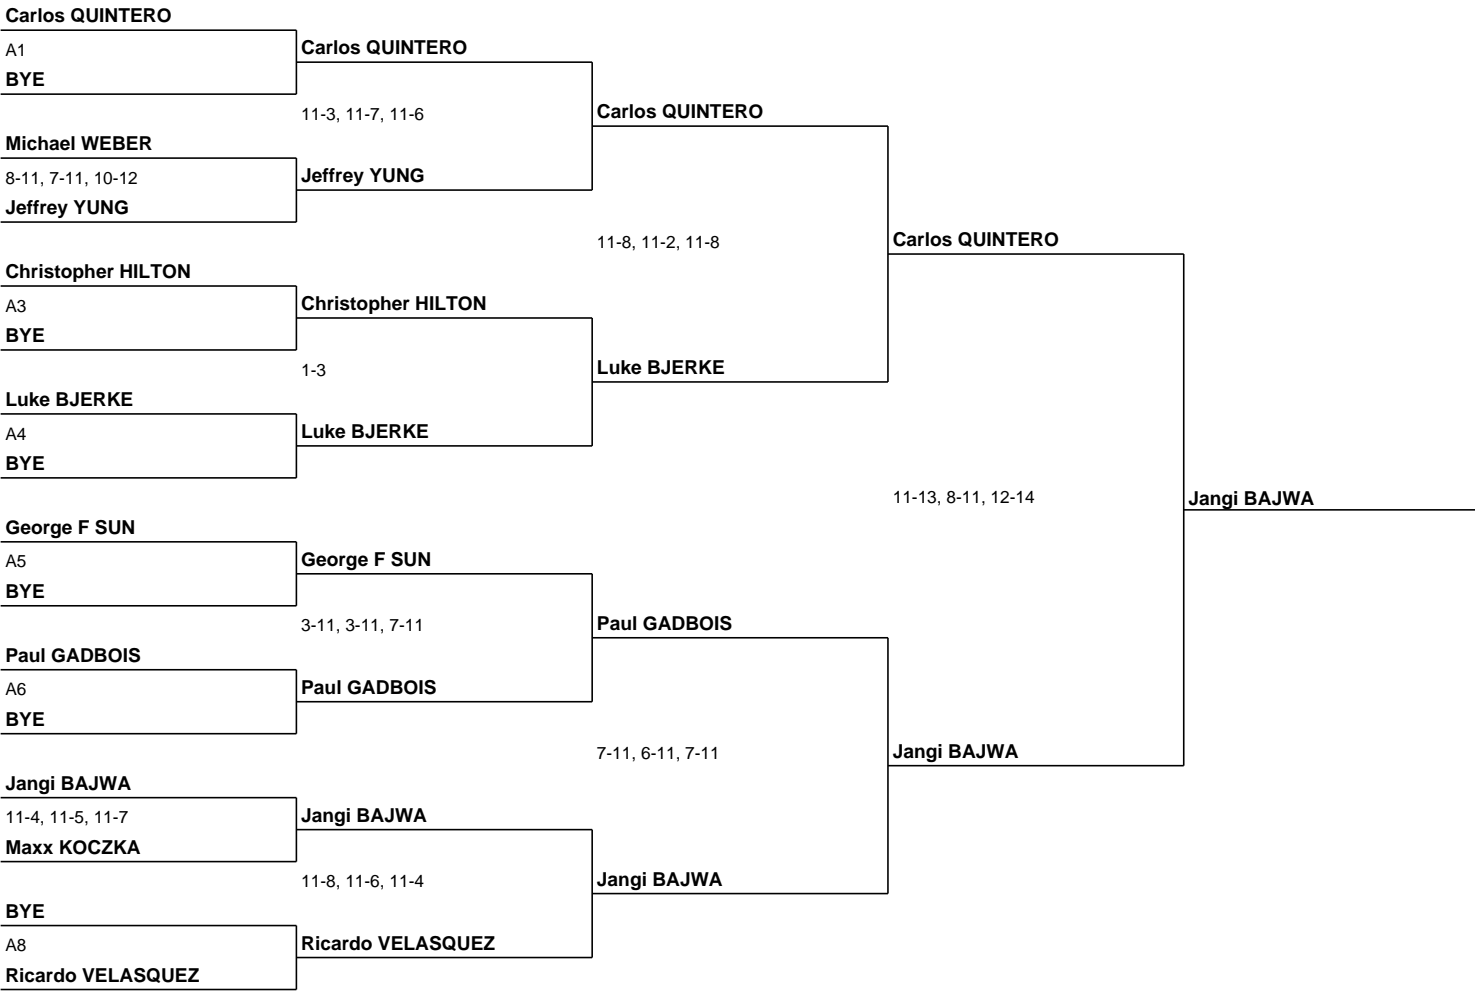 Carlos QUINTERO
A1
BYE
Carlos QUINTERO
11-3, 11-7, 11-6
Carlos QUINTERO
Michael WEBER
8-11, 7-11, 10-12
Jeffrey YUNG
Jeffrey YUNG
11-8, 11-2, 11-8
Carlos QUINTERO
Christopher HILTON
A3
BYE
Christopher HILTON
1-3
Luke BJERKE
Luke BJERKE
A4
BYE
Luke BJERKE
11-13, 8-11, 12-14
Jangi BAJWA
George F SUN
A5
BYE
George F SUN
3-11, 3-11, 7-11
Paul GADBOIS
Paul GADBOIS
A6
BYE
Paul GADBOIS
7-11, 6-11, 7-11
Jangi BAJWA
Jangi BAJWA
11-4, 11-5, 11-7
Maxx KOCZKA
Jangi BAJWA
11-8, 11-6, 11-4
Jangi BAJWA
BYE
A8
Ricardo VELASQUEZ
Ricardo VELASQUEZ